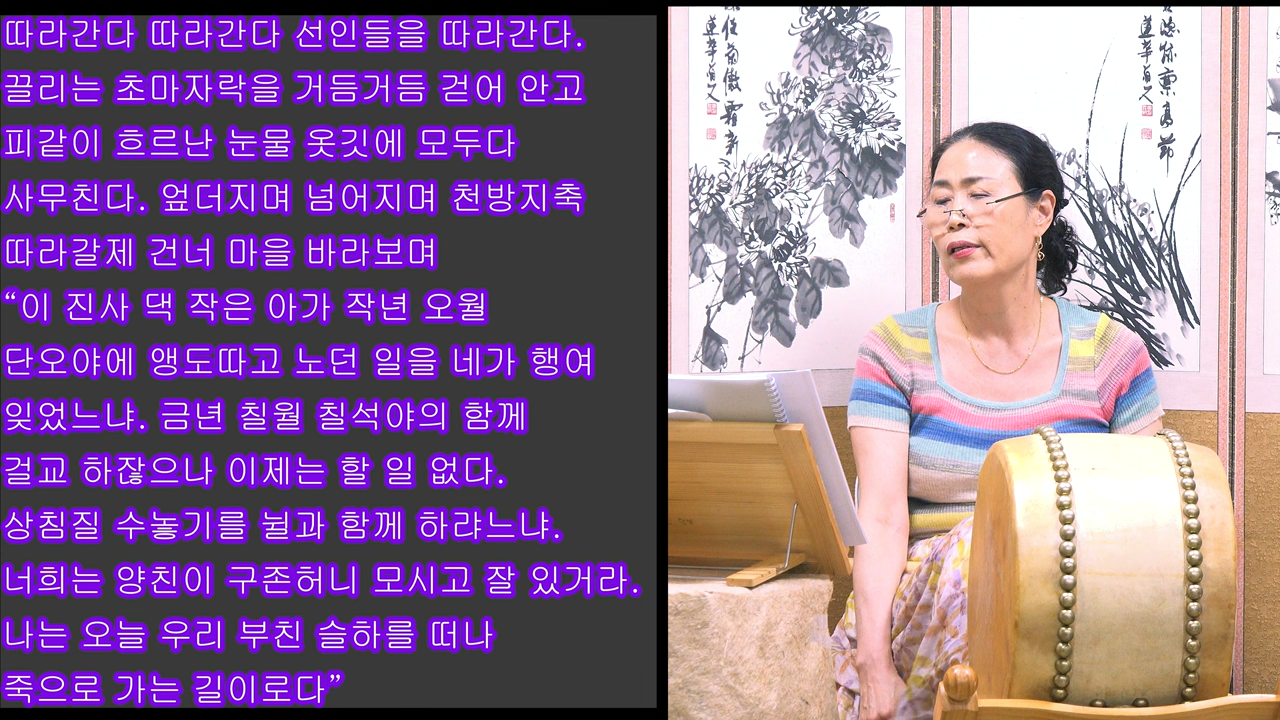 따라간다 따라간다 선인들을 따라간다.
끌리는 초마자락을 거듬거듬 걷어 안고
피같이 흐르난 눈물 옷깃에 모두다
사무친다. 엎더지며 넘어지며 천방지축
따라갈제 건너 마을 바라보며
“이 진사 댁 작은 아가 작년 오월
단오야에 앵도따고 노던 일을 네가 행여
잊었느냐. 금년 칠월 칠석야의 함께
걸교 하잖으나 이제는 할 일 없다.
상침질 수놓기를 뉠과 함께 하랴느냐.
너희는 양친이 구존허니 모시고 잘 있거라.
나는 오늘 우리 부친 슬하를 떠나
죽으로 가는 길이로다”
佳菊傲霜